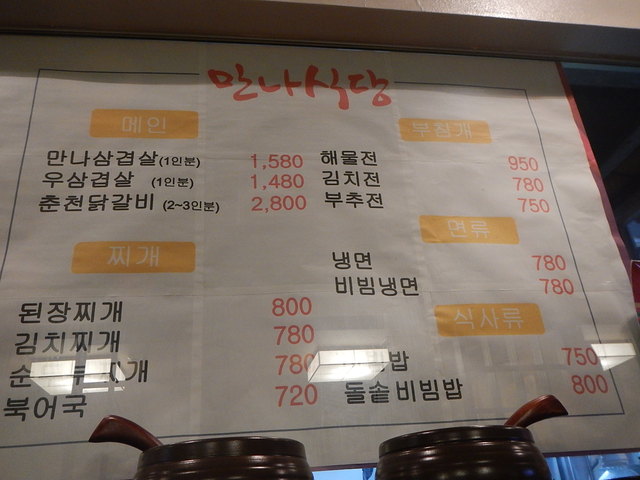 만나식당
메인
만나삼겹살(1인분) 1,580
우삼겹살 (1인분) 1,480
춘천닭갈비 (2~3인분) 2,800
찌개
된장찌개 800
김치찌개 780
780
북어국 720
부침개
해물전 950
김치전 780
부추전 750
면류
냉면 780
비빔냉면 780
식사류
750
돌솥비빔밥 800